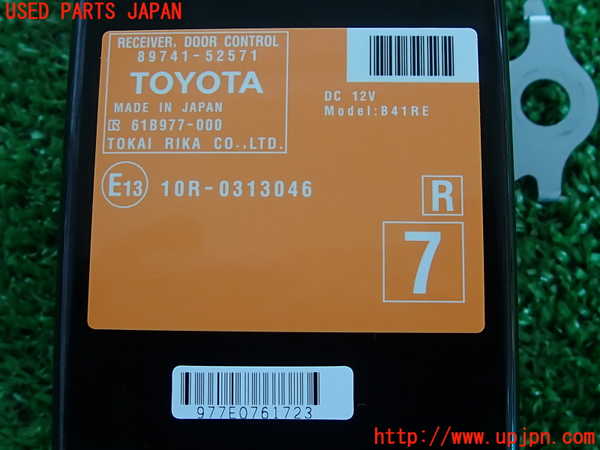 USED PARTS JAPAN
RECEIVER, DOOR CONTROL
89741-52571
TOYOTA
MADE IN JAPAN
R 61B977-000
TOKAI RIKA CO.,LTD.
DC 12V
Model:B41RE
E13 10R-0313046
R
7
977E0761723
http://www.upjpn.com